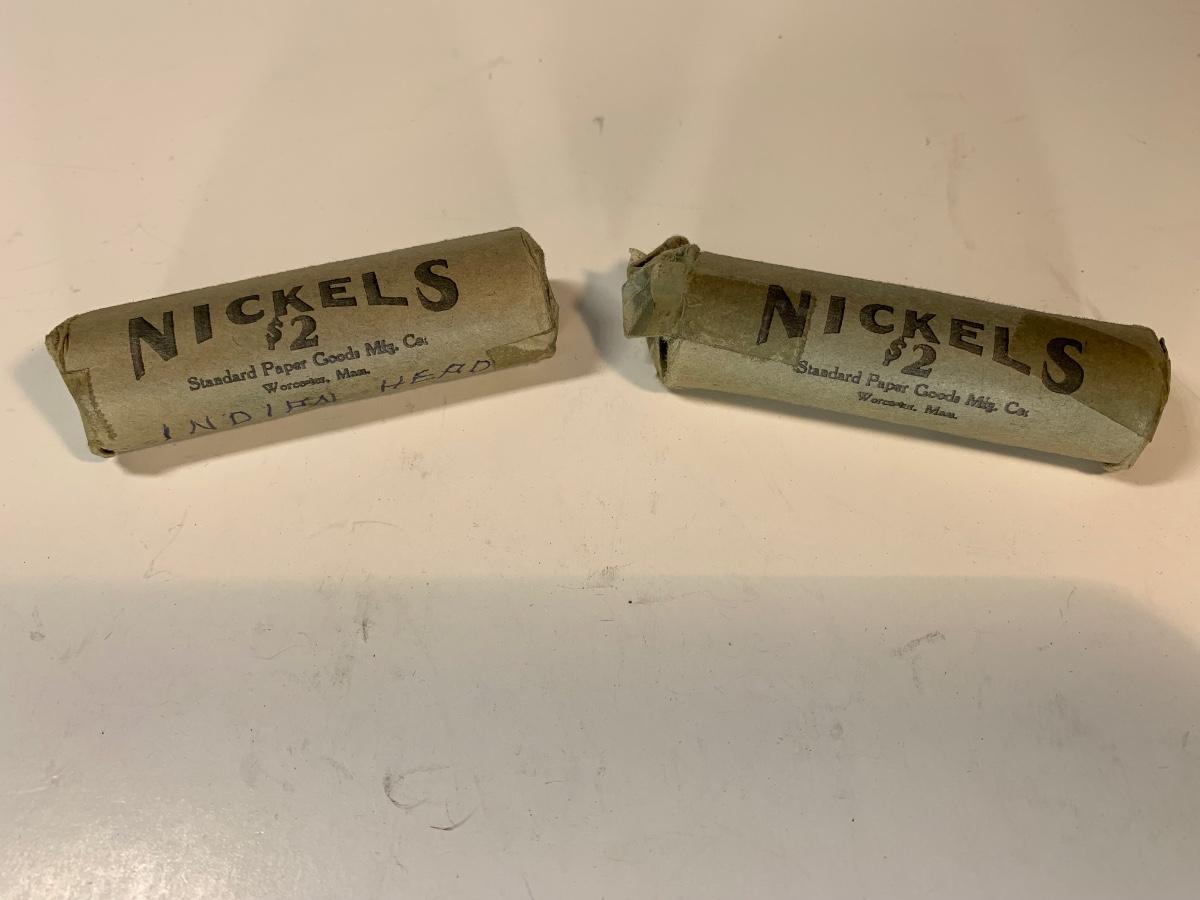 NICKELS
$2
Standard Paper Goods Mfg. Co.
Worcester, Mass.
INDIAN HEAD
NICKELS
$2
Standard Paper Goods Mfg. Co.
Worcester, Mass.